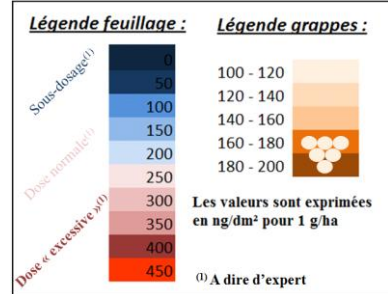 Légende feuillage :
Légende grappes :
Sous-dosage(1)
Dose normale(1)
Dose « excessive »(1)
0
50
100
150
200
250
300
350
400
450
100 - 120
120 - 140
140 - 160
160 - 180
180 - 200
Les valeurs sont exprimées
en ng/dm² pour 1 g/ha
(1) A dire d'expert